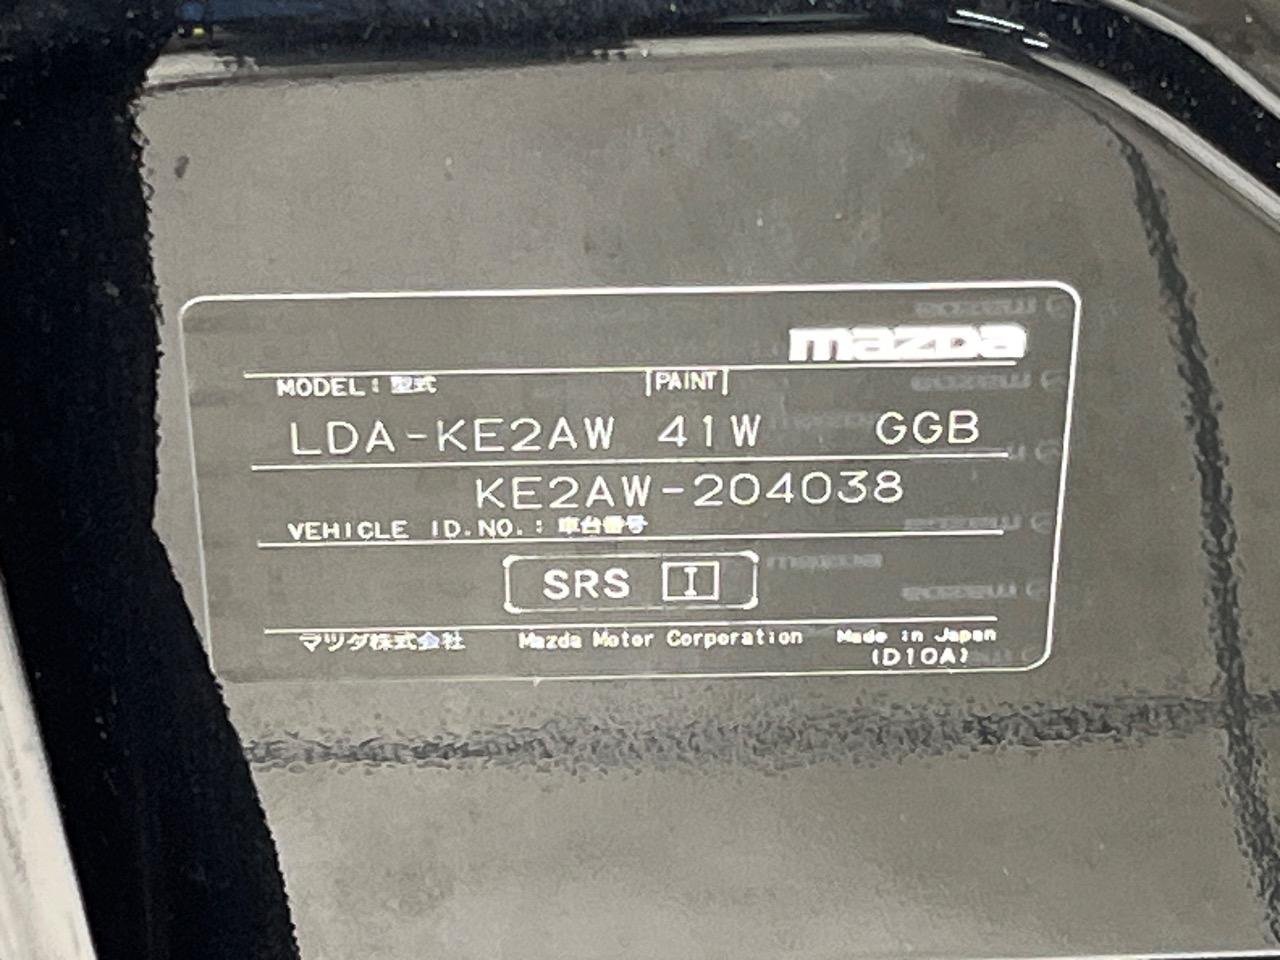 mazda
MODEL: 型式 PAINT
LDA-KE2AW 41W GGB
KE2AW-204038
VEHICLE ID.NO.: 車台番号
SRS I
マツダ株式会社 Mazda Motor Corporation Made in Japan
(D10A)